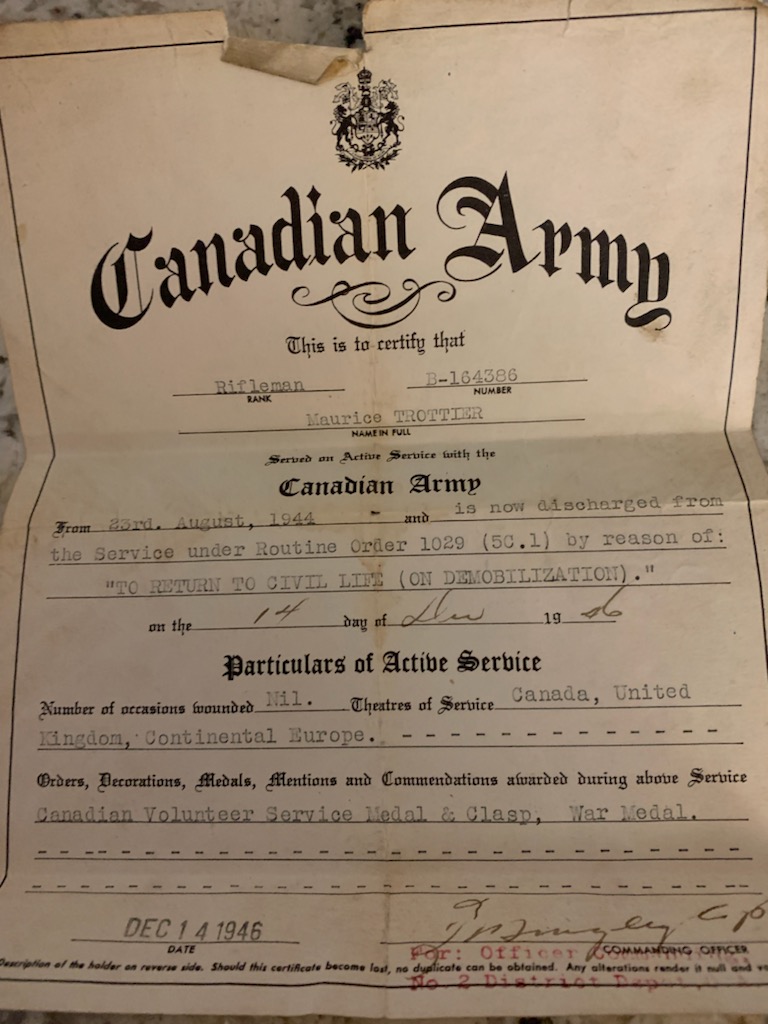 Canadian Army
This is to certify that
Rifleman B-164386
RANK NUMBER
Maurice TROTTIER
NAME IN FULL
Served on Active Service with the
Canadian Army
From 23rd. August, 1944 - and is now discharged from
the Service under Routine Order 1029 (5C.1) by reason of:
"TO RETURN TO CIVIL LIFE (ON DEMOBILIZATION)."
on the 14 day of Dec 19 46
Particulars of Active Service
Number of occasions wounded Nil. Theatres of Service Canada, United
Kingdom, Continental Europe. - - - - - - - - - - - - - -
Orders, Decorations, Medals, Mentions and Commendations awarded during above Service
Canadian Volunteer Service Medal & Clasp, War Medal.
DEC 14 1946
DATE COMMANDING OFFICER
For: Officer
Description of the holder on reverse side. Should this certificate become lost, no duplicate can be obtained. Any alterations render it null and
No 2 District